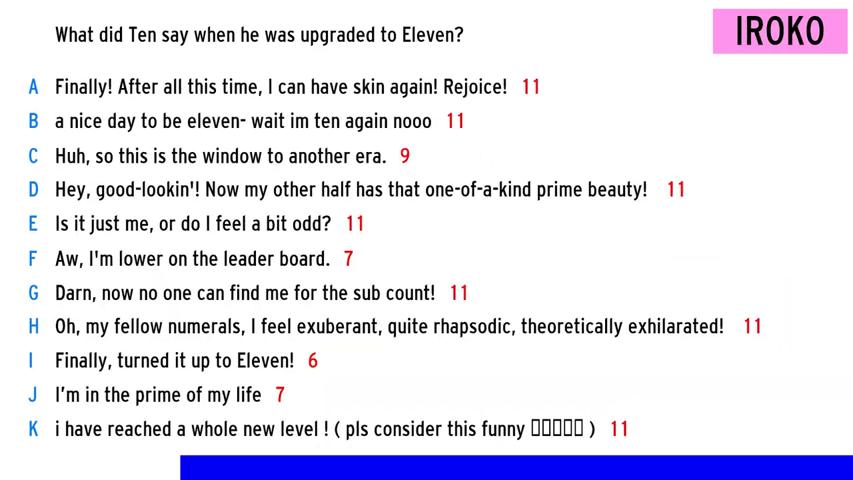 What did Ten say when he was upgraded to Eleven?
IROKO
A Finally! After all this time, I can have skin again! Rejoice! 11
B a nice day to be eleven- wait im ten again nooo 11
C Huh, so this is the window to another era. 9
D Hey, good-lookin'! Now my other half has that one-of-a-kind prime beauty! 11
E Is it just me, or do I feel a bit odd? 11
F Aw, I'm lower on the leader board. 7
G Darn, now no one can find me for the sub count! 11
H Oh, my fellow numerals, I feel exuberant, quite rhapsodic, theoretically exhilarated! 11
I Finally, turned it up to Eleven! 6
J I’m in the prime of my life 7
K i have reached a whole new level ! ( pls consider this funny ▯▯▯▯▯ ) 11